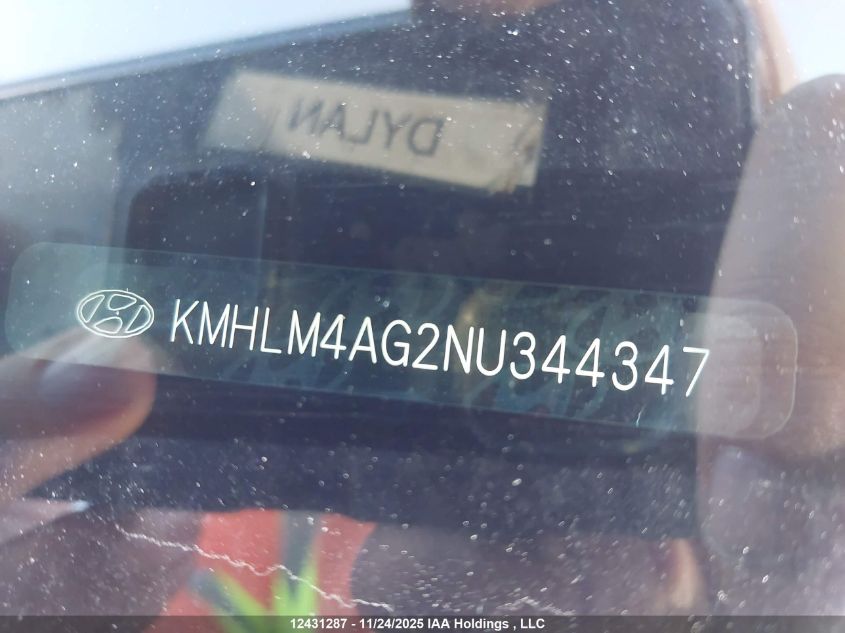 DYLAN
KMHLM4AG2NU344347
12431287 - 11/24/2025 IAA Holdings , LLC